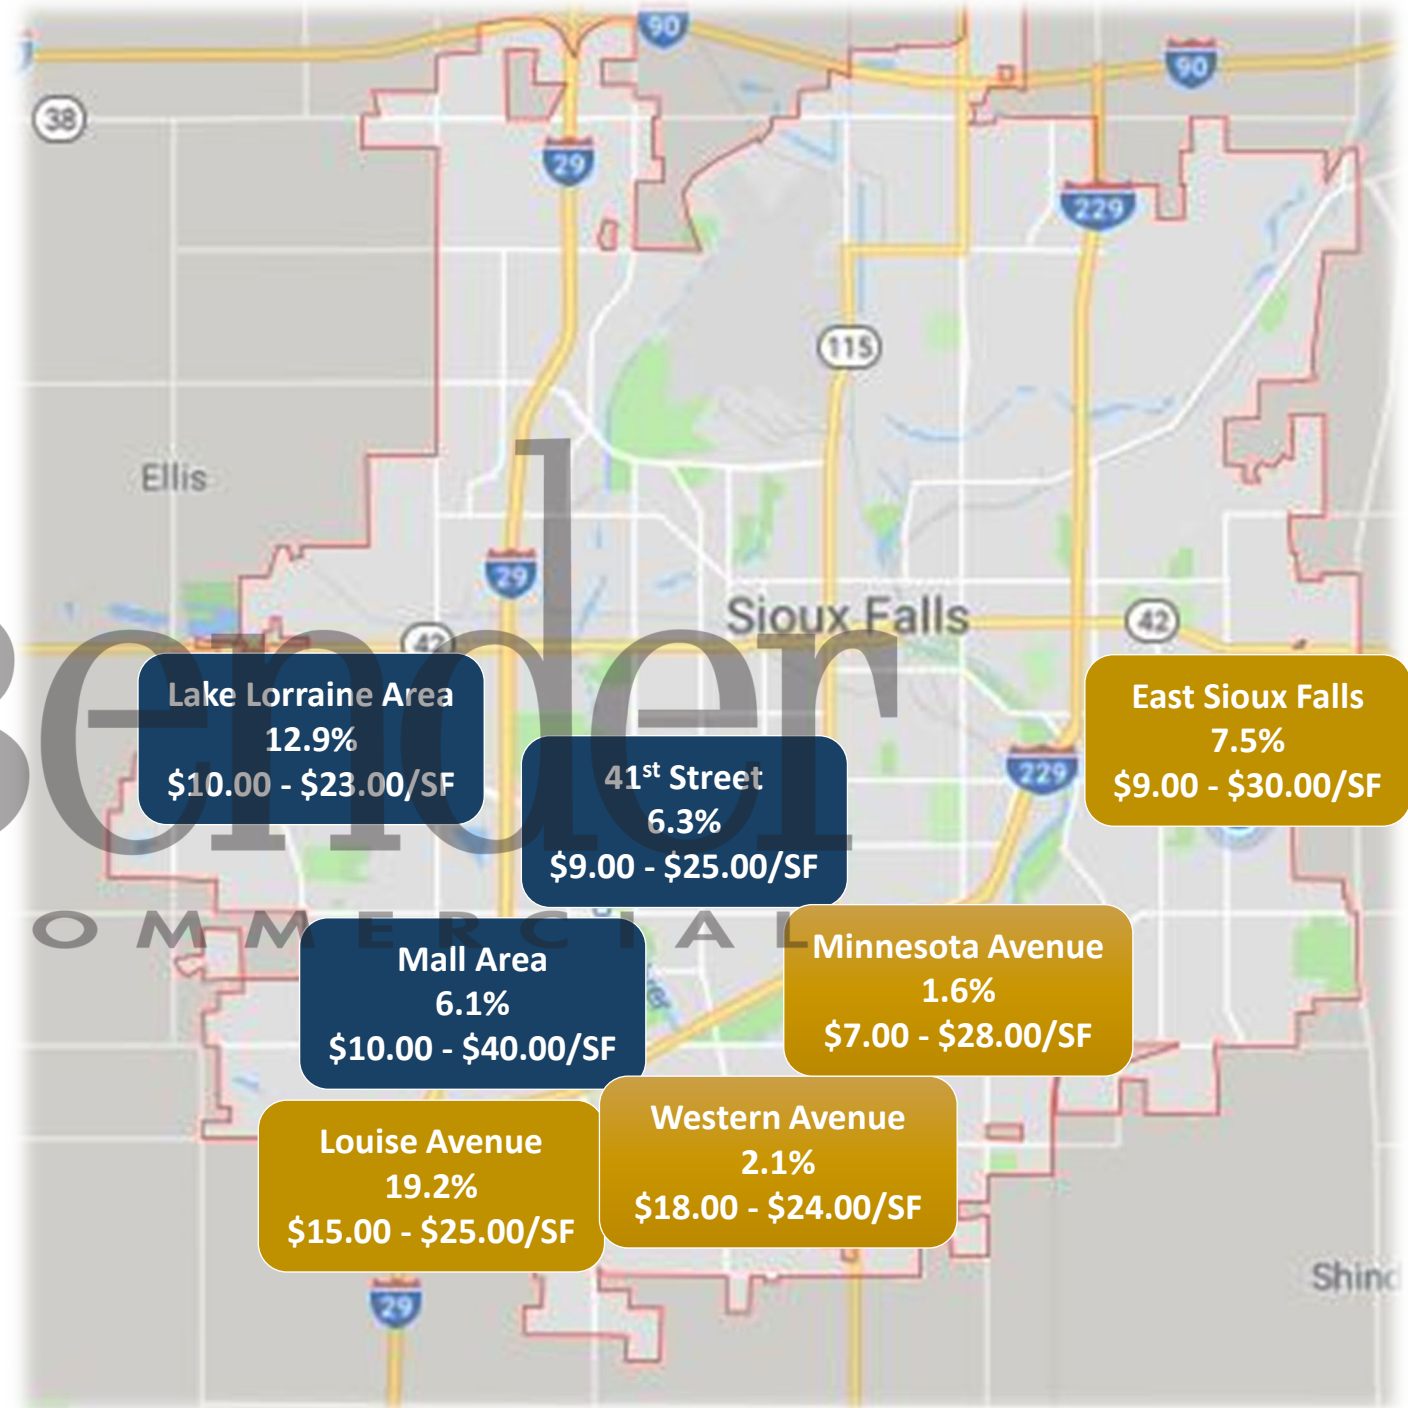 90
90
38
29
229
115
Ellis
29
Sioux Falls
42
42
Bender
Lake Lorraine Area
12.9%
$10.00 - $23.00/SF
East Sioux Falls
7.5%
$9.00 - $30.00/SF
41st Street
6.3%
$9.00 - $25.00/SF
229
OMMERCIAL
Mall Area
6.1%
$10.00 - $40.00/SF
Minnesota Avenue
1.6%
$7.00 - $28.00/SF
Louise Avenue
19.2%
$15.00 - $25.00/SF
Western Avenue
2.1%
$18.00 - $24.00/SF
Shind
29